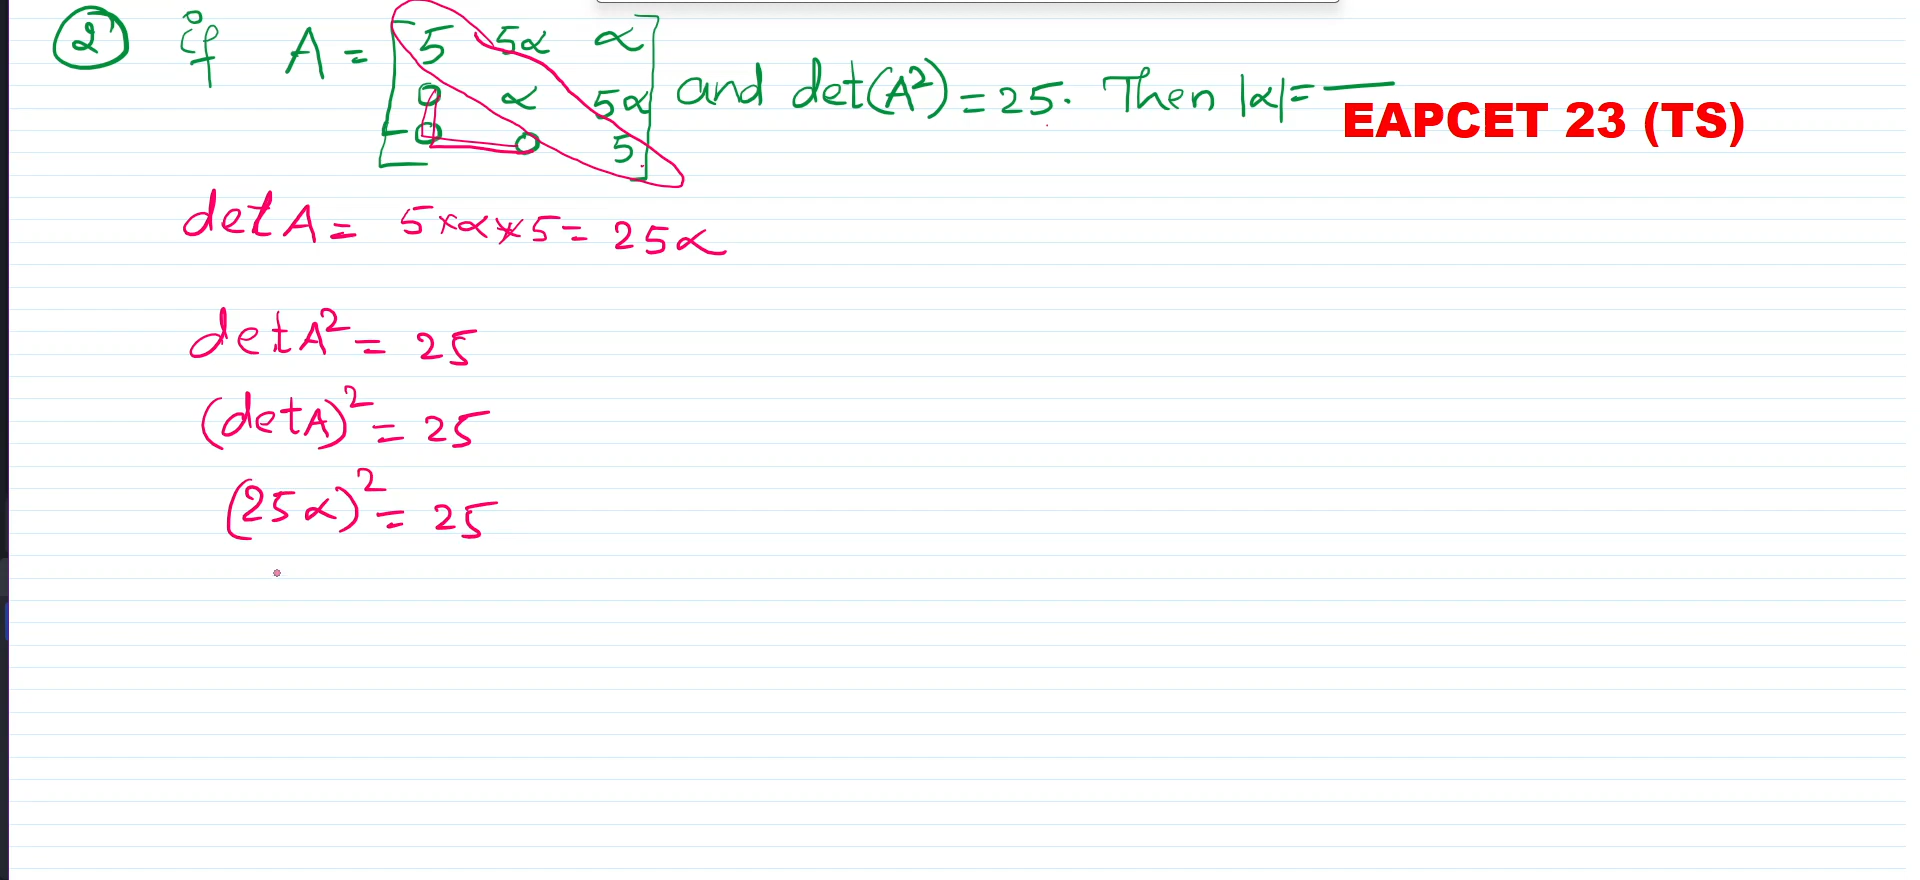 ② if A = [5 5α α
0 α 5α
0 0 5] and det(A²) = 25. Then |α| = __
EAPCET 23 (TS)
det A = 5×α×5 = 25α
det A² = 25
(det A)² = 25
(25α)² = 25